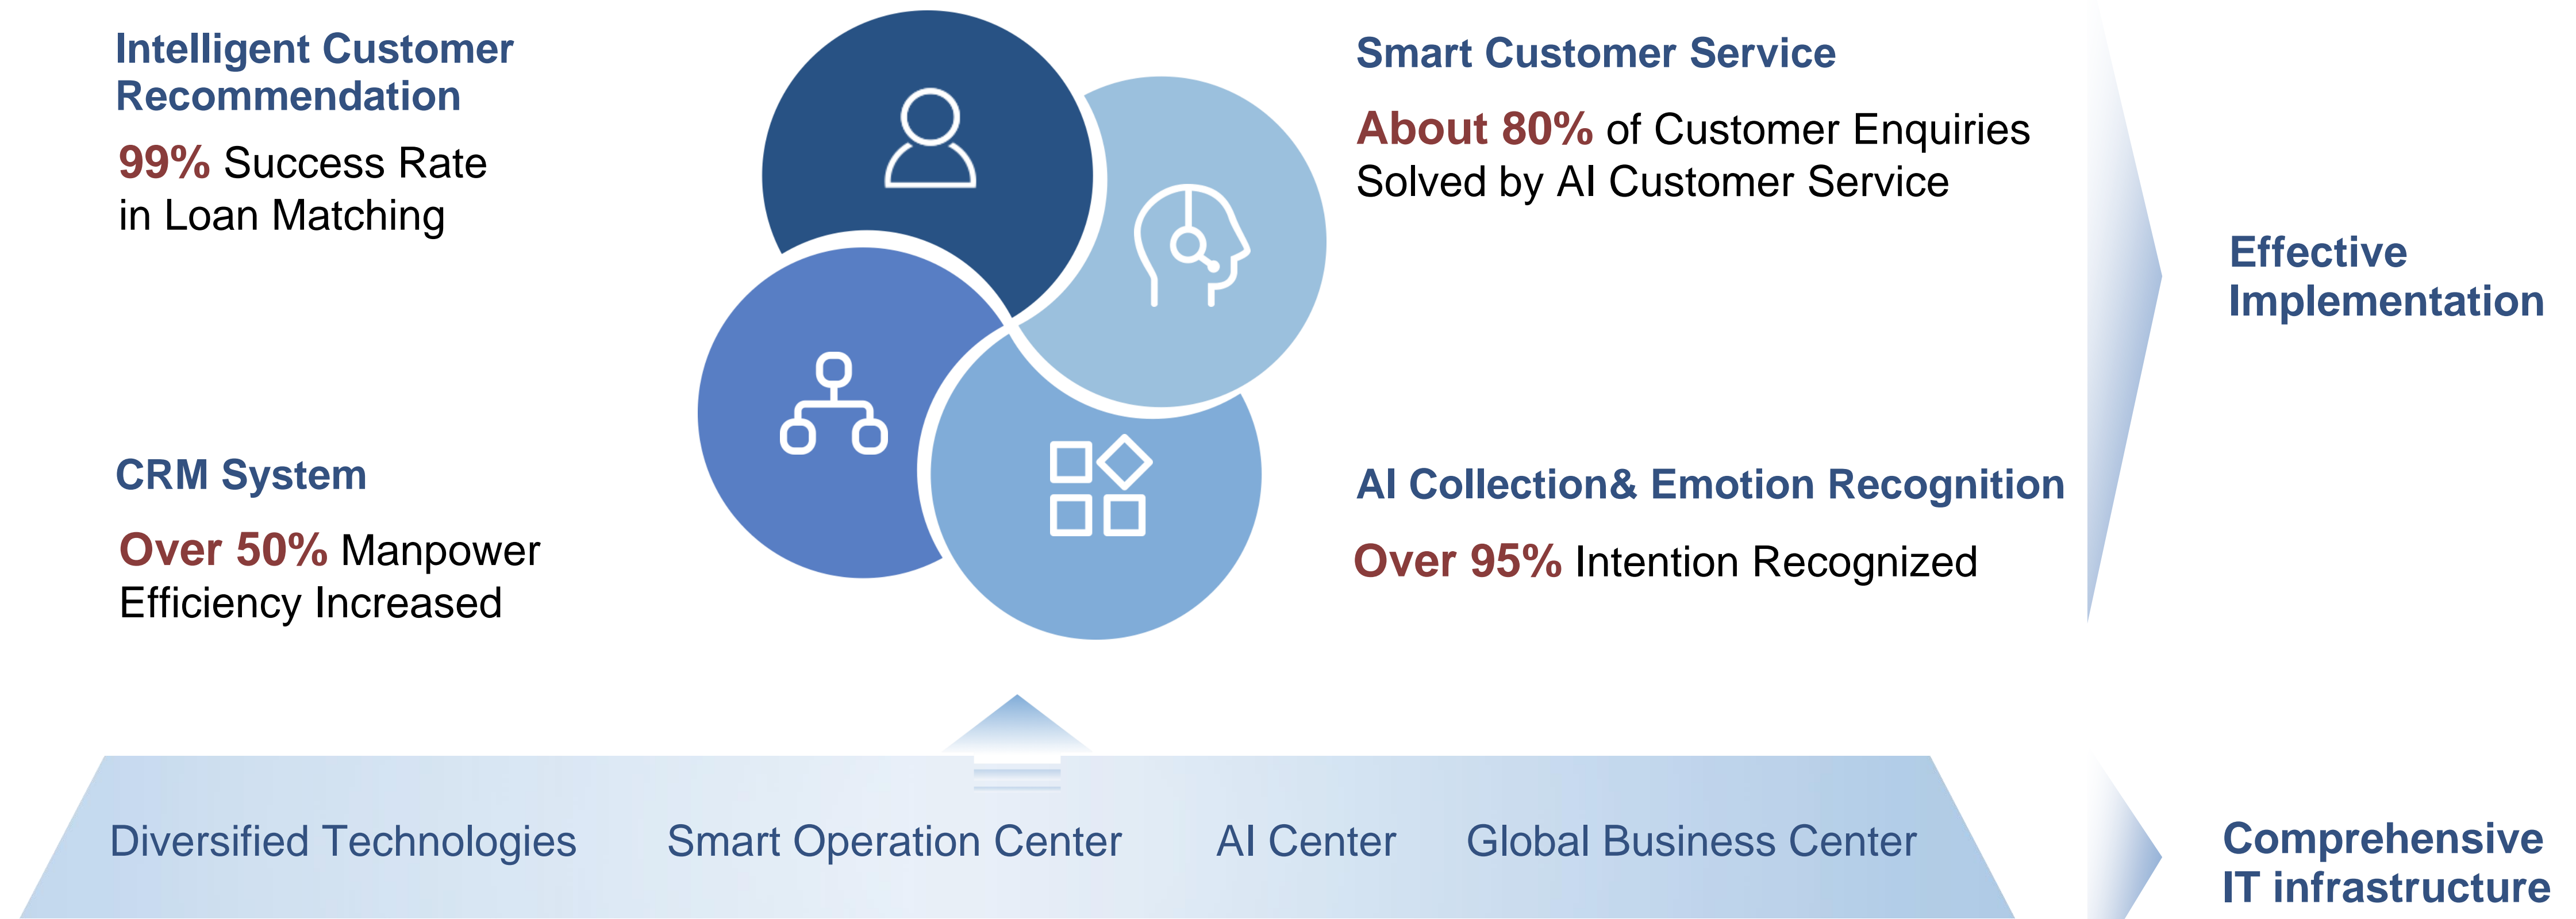 Intelligent Customer
Recommendation
99% Success Rate
in Loan Matching
Smart Customer Service
About 80% of Customer Enquiries
Solved by AI Customer Service
Effective
Implementation
CRM System
Over 50% Manpower
Efficiency Increased
AI Collection& Emotion Recognition
Over 95% Intention Recognized
Diversified Technologies
Smart Operation Center
AI Center
Global Business Center
Comprehensive
IT infrastructure